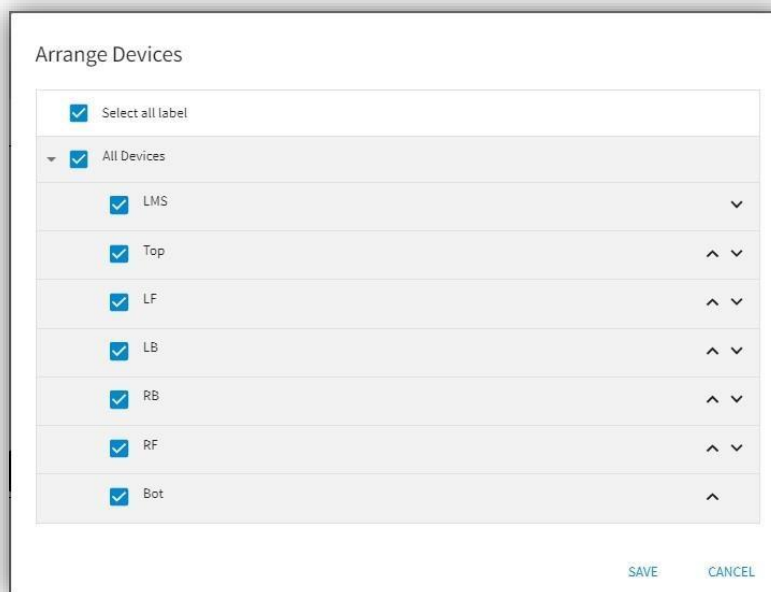 Arrange Devices
Select all label
All Devices
LMS
Top
LF
LB
RB
RF
Bot
SAVE CANCEL